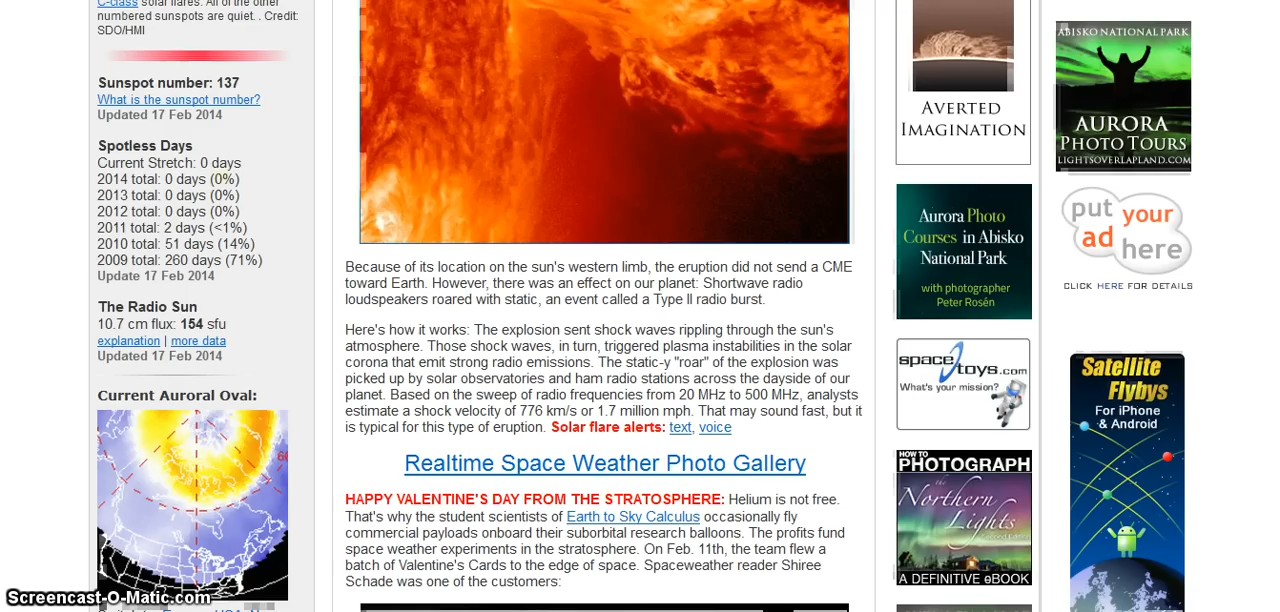 C-class solar flares. All of the other
numbered sunspots are quiet. . Credit:
SDO/HMI
Sunspot number: 137
What is the sunspot number?
Updated 17 Feb 2014
Spotless Days
Current Stretch: 0 days
2014 total: 0 days (0%)
2013 total: 0 days (0%)
2012 total: 0 days (0%)
2011 total: 2 days (<1%)
2010 total: 51 days (14%)
2009 total: 260 days (71%)
Update 17 Feb 2014
The Radio Sun
10.7 cm flux: 154 sfu
explanation | more data
Updated 17 Feb 2014
Current Auroral Oval:
Screencast-O-Matic.com
Because of its location on the sun's western limb, the eruption did not send a CME
toward Earth. However, there was an effect on our planet: Shortwave radio
loudspeakers roared with static, an event called a Type II radio burst.
Here's how it works: The explosion sent shock waves rippling through the sun's
atmosphere. Those shock waves, in turn, triggered plasma instabilities in the solar
corona that emit strong radio emissions. The static-y "roar" of the explosion was
picked up by solar observatories and ham radio stations across the dayside of our
planet. Based on the sweep of radio frequencies from 20 MHz to 500 MHz, analysts
estimate a shock velocity of 776 km/s or 1.7 million mph. That may sound fast, but it
is typical for this type of eruption. Solar flare alerts: text, voice
Realtime Space Weather Photo Gallery
HAPPY VALENTINE'S DAY FROM THE STRATOSPHERE: Helium is not free.
That's why the student scientists of Earth to Sky Calculus occasionally fly
commercial payloads onboard their suborbital research balloons. The profits fund
space weather experiments in the stratosphere. On Feb. 11th, the team flew a
batch of Valentine's Cards to the edge of space. Spaceweather reader Shiree
Schade was one of the customers:
AVERTED
IMAGINATION
Aurora Photo
Courses in Abisko
National Park
with photographer
Peter Rosén
space toys.com
What's your mission?
HOW TO
PHOTOGRAPH
the
Northern
Lights
Second Edition
A DEFINITIVE eBOOK
ABISKO NATIONAL PARK
AURORA
PHOTO TOURS
LIGHTSOVERLAPLAND.COM
put your
ad here
CLICK HERE FOR DETAILS
Satellite
Flybys
For iPhone
& Android